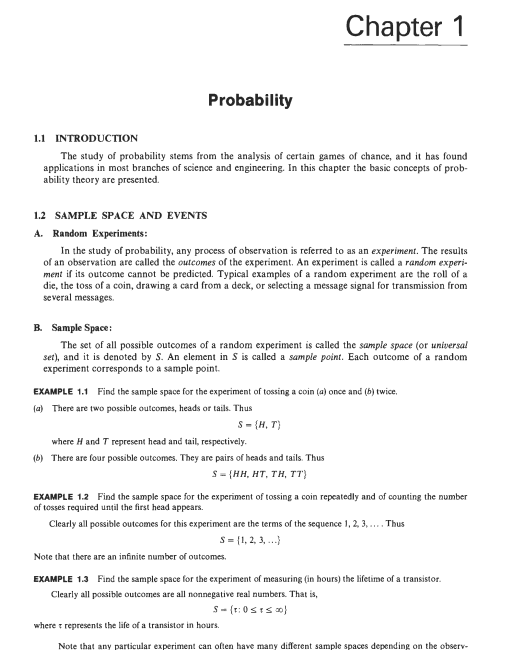 Chapter 1
Probability
1.1 INTRODUCTION
The study of probability stems from the analysis of certain games of chance, and it has found
applications in most branches of science and engineering. In this chapter the basic concepts of prob-
ability theory are presented.
1.2 SAMPLE SPACE AND EVENTS
A. Random Experiments:
In the study of probability, any process of observation is referred to as an experiment. The results
of an observation are called the outcomes of the experiment. An experiment is called a random experi-
ment if its outcome cannot be predicted. Typical examples of a random experiment are the roll of a
die, the toss of a coin, drawing a card from a deck, or selecting a message signal for transmission from
several messages.
B. Sample Space:
The set of all possible outcomes of a random experiment is called the sample space (or universal
set), and it is denoted by S. An element in S is called a sample point. Each outcome of a random
experiment corresponds to a sample point.
EXAMPLE 1.1 Find the sample space for the experiment of tossing a coin (a) once and (b) twice.
(a) There are two possible outcomes, heads or tails. Thus
S = {H, T}
where H and T represent head and tail, respectively.
(b) There are four possible outcomes. They are pairs of heads and tails. Thus
S = {HH, HT, TH, TT}
EXAMPLE 1.2 Find the sample space for the experiment of tossing a coin repeatedly and of counting the number
of tosses required until the first head appears.
Clearly all possible outcomes for this experiment are the terms of the sequence 1, 2, 3, .... Thus
S = {1, 2, 3, ...}
Note that there are an infinite number of outcomes.
EXAMPLE 1.3 Find the sample space for the experiment of measuring (in hours) the lifetime of a transistor.
Clearly all possible outcomes are all nonnegative real numbers. That is,
S = {τ: 0 ≤ τ ≤ ∞}
where τ represents the life of a transistor in hours.
Note that any particular experiment can often have many different sample spaces depending on the observ-